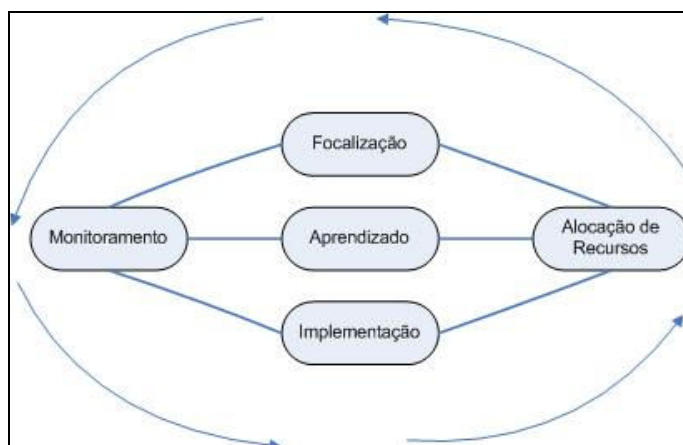 Focalização
Monitoramento
Aprendizado
Alocação de
Recursos
Implementação